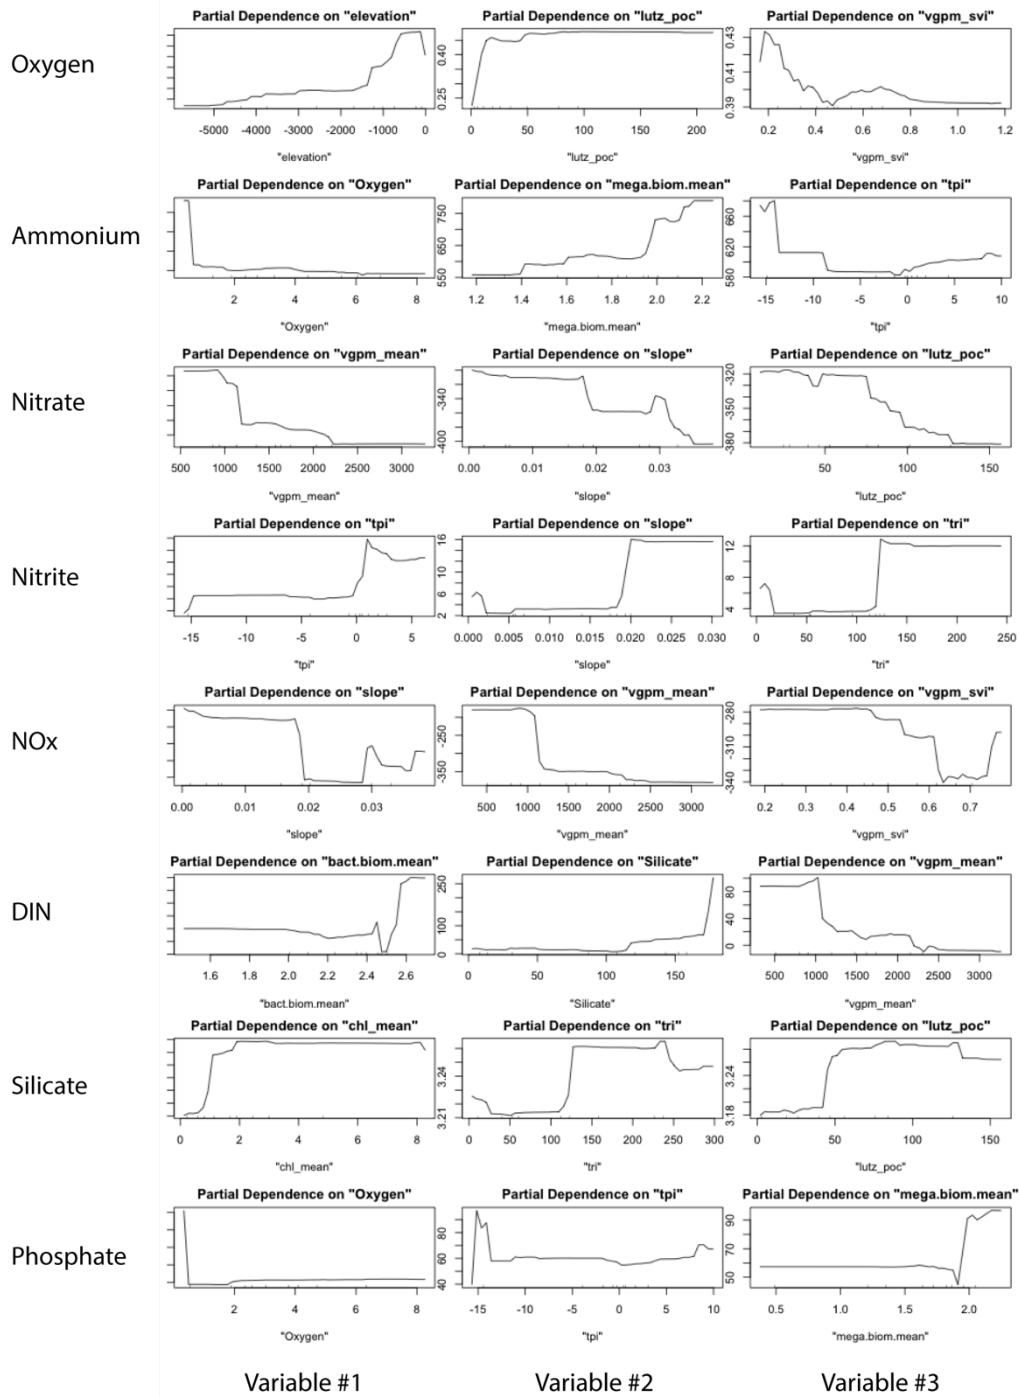 Oxygen
Partial Dependence on "elevation"
0.25 0.40
-5000 -4000 -3000 -2000 -1000 0
"elevation"
Partial Dependence on "lutz_poc"
0 50 100 150 200
"lutz_poc"
Partial Dependence on "vgpm_svi"
0.39 0.41 0.43
0.2 0.4 0.6 0.8 1.0 1.2
"vgpm_svi"
Ammonium
Partial Dependence on "Oxygen"
550 650 750
2 4 6 8
"Oxygen"
Partial Dependence on "mega.biom.mean"
1.2 1.4 1.6 1.8 2.0 2.2
"mega.biom.mean"
Partial Dependence on "tpi"
580 620 660
-15 -10 -5 0 5 10
"tpi"
Nitrate
Partial Dependence on "vgpm_mean"
-400 -340
500 1000 1500 2000 2500 3000
"vgpm_mean"
Partial Dependence on "slope"
0.00 0.01 0.02 0.03
"slope"
Partial Dependence on "lutz_poc"
-380 -350 -320
50 100 150
"lutz_poc"
Nitrite
Partial Dependence on "tpi"
2 6 10 16
-15 -10 -5 0 5
"tpi"
Partial Dependence on "slope"
0.000 0.005 0.010 0.015 0.020 0.025 0.030
"slope"
Partial Dependence on "tri"
4 8 12
0 50 100 150 200 250
"tri"
NOx
Partial Dependence on "slope"
-350 -250
0.00 0.01 0.02 0.03
"slope"
Partial Dependence on "vgpm_mean"
500 1000 1500 2000 2500 3000
"vgpm_mean"
Partial Dependence on "vgpm_svi"
-340 -310 -280
0.2 0.3 0.4 0.5 0.6 0.7
"vgpm_svi"
DIN
Partial Dependence on "bact.biom.mean"
0 100 250
1.6 1.8 2.0 2.2 2.4 2.6
"bact.biom.mean"
Partial Dependence on "Silicate"
0 50 100 150
"Silicate"
Partial Dependence on "vgpm_mean"
0 40 80
500 1000 1500 2000 2500 3000
"vgpm_mean"
Silicate
Partial Dependence on "chl_mean"
3.21 3.24
0 2 4 6 8
"chl_mean"
Partial Dependence on "tri"
0 50 100 150 200 250 300
"tri"
Partial Dependence on "lutz_poc"
3.18 3.24
0 50 100 150
"lutz_poc"
Phosphate
Partial Dependence on "Oxygen"
40 60 80
2 4 6 8
"Oxygen"
Partial Dependence on "tpi"
-15 -10 -5 0 5 10
"tpi"
Partial Dependence on "mega.biom.mean"
50 70 90
0.5 1.0 1.5 2.0
"mega.biom.mean"
Variable #1 Variable #2 Variable #3